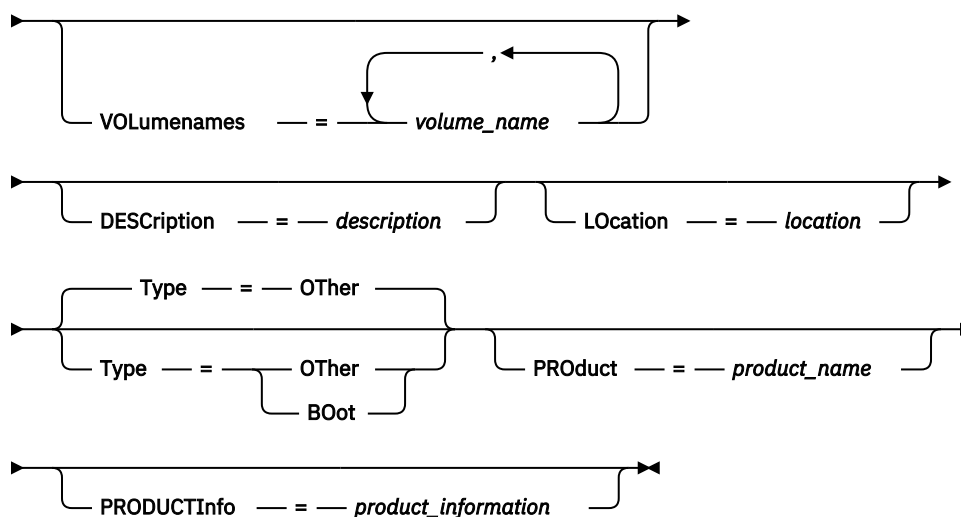 ,
VOLumenames = volume_name
DESCription = description LOcation = location
Type = OTher
Type = OTher PROduct = product_name
BOot
PRODUCTInfo = product_information